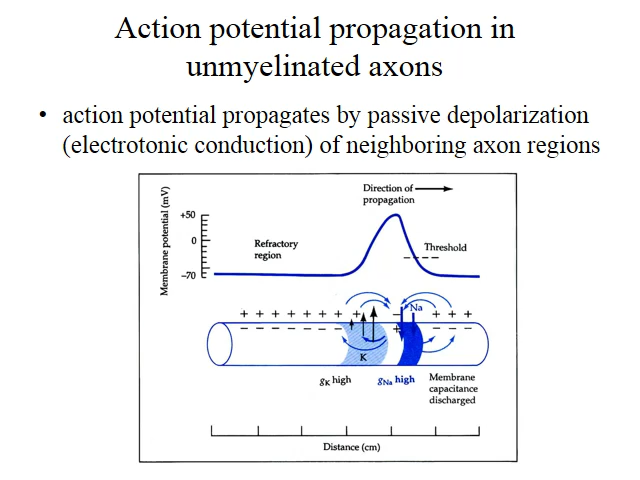 Action potential propagation in
unmyelinated axons
• action potential propagates by passive depolarization
(electrotonic conduction) of neighboring axon regions
Membrane potential (mV)
+50
0
−70
Direction of
propagation
Refractory
region
Threshold
+ + + + + + + + − + + +
Na
− − − − − − − + − − −
K
gK high
gNa high
Membrane
capacitance
discharged
Distance (cm)